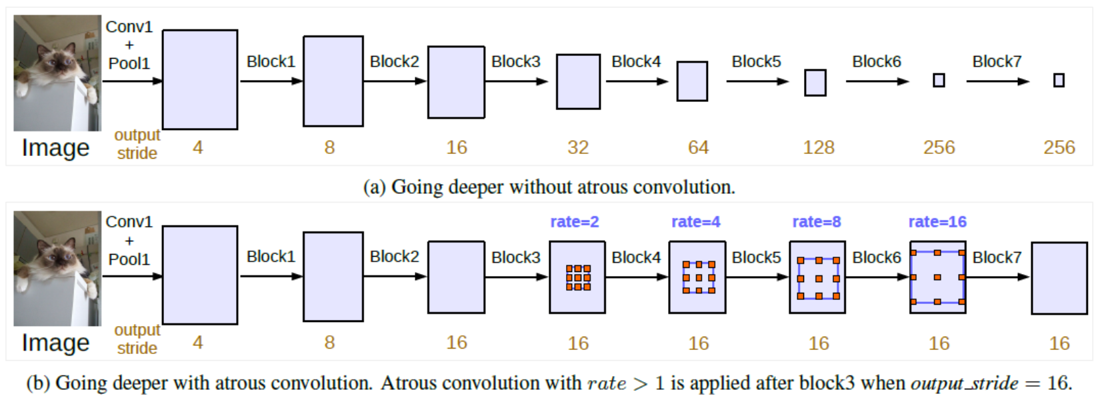 Conv1
+
Pool1
Block1
Block2
Block3
Block4
Block5
Block6
Block7
Image
output
stride
4
8
16
32
64
128
256
256
(a) Going deeper without atrous convolution.
rate=2
rate=4
rate=8
rate=16
Conv1
+
Pool1
Block1
Block2
Block3
Block4
Block5
Block6
Block7
Image
output
stride
4
8
16
16
16
16
16
16
(b) Going deeper with atrous convolution. Atrous convolution with rate > 1 is applied after block3 when output_stride = 16.